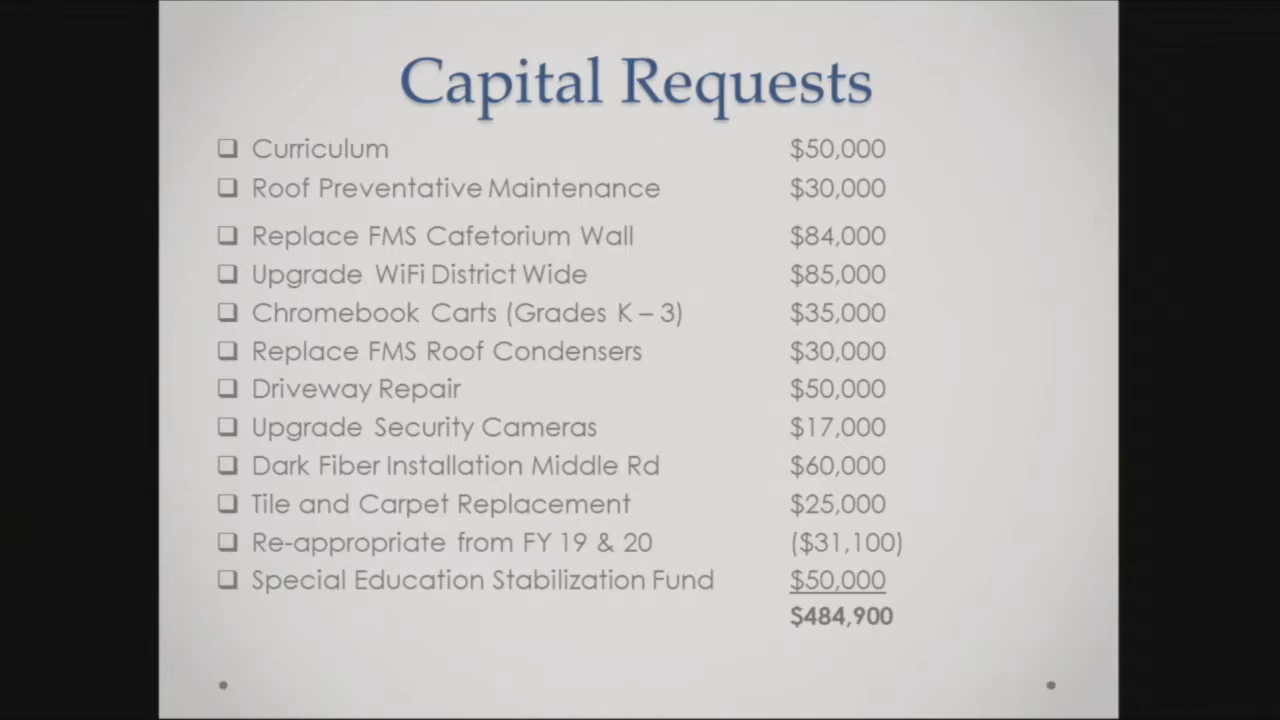 Capital Requests
Curriculum $50,000
Roof Preventative Maintenance $30,000
Replace FMS Cafetorium Wall $84,000
Upgrade WiFi District Wide $85,000
Chromebook Carts (Grades K – 3) $35,000
Replace FMS Roof Condensers $30,000
Driveway Repair $50,000
Upgrade Security Cameras $17,000
Dark Fiber Installation Middle Rd $60,000
Tile and Carpet Replacement $25,000
Re-appropriate from FY 19 & 20 ($31,100)
Special Education Stabilization Fund $50,000
$484,900